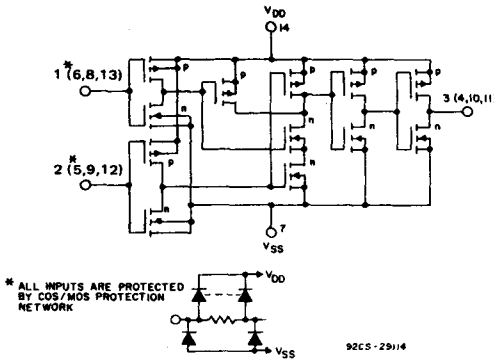 VDD
14
*
1 (6,8,13)
p
p
p
p
p
n
n
n
n
n
3 (4,10,11
*
2 (5,9,12)
p
n
7
VSS
* ALL INPUTS ARE PROTECTED
BY COS/MOS PROTECTION
NETWORK
VDD
VSS
92CS-29114